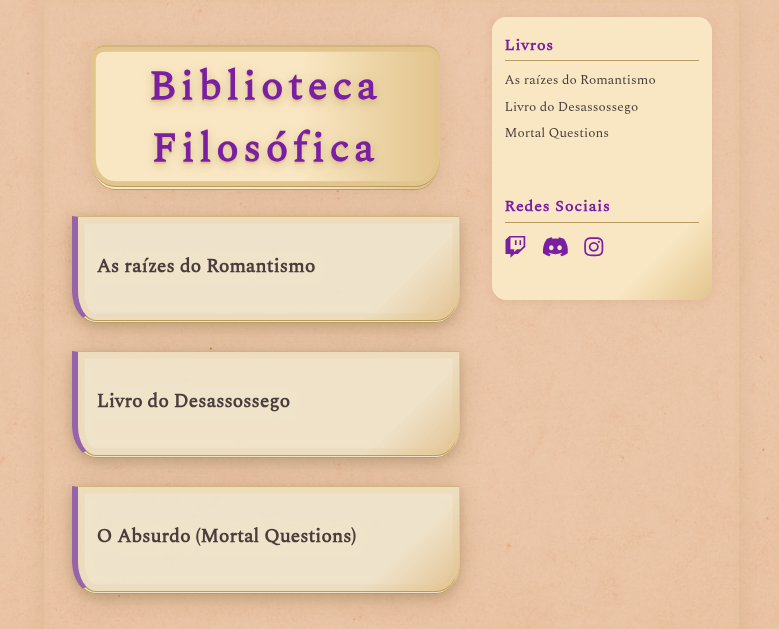 Biblioteca
Filosófica
As raízes do Romantismo
Livro do Desassossego
O Absurdo (Mortal Questions)
Livros
As raízes do Romantismo
Livro do Desassossego
Mortal Questions
Redes Sociais